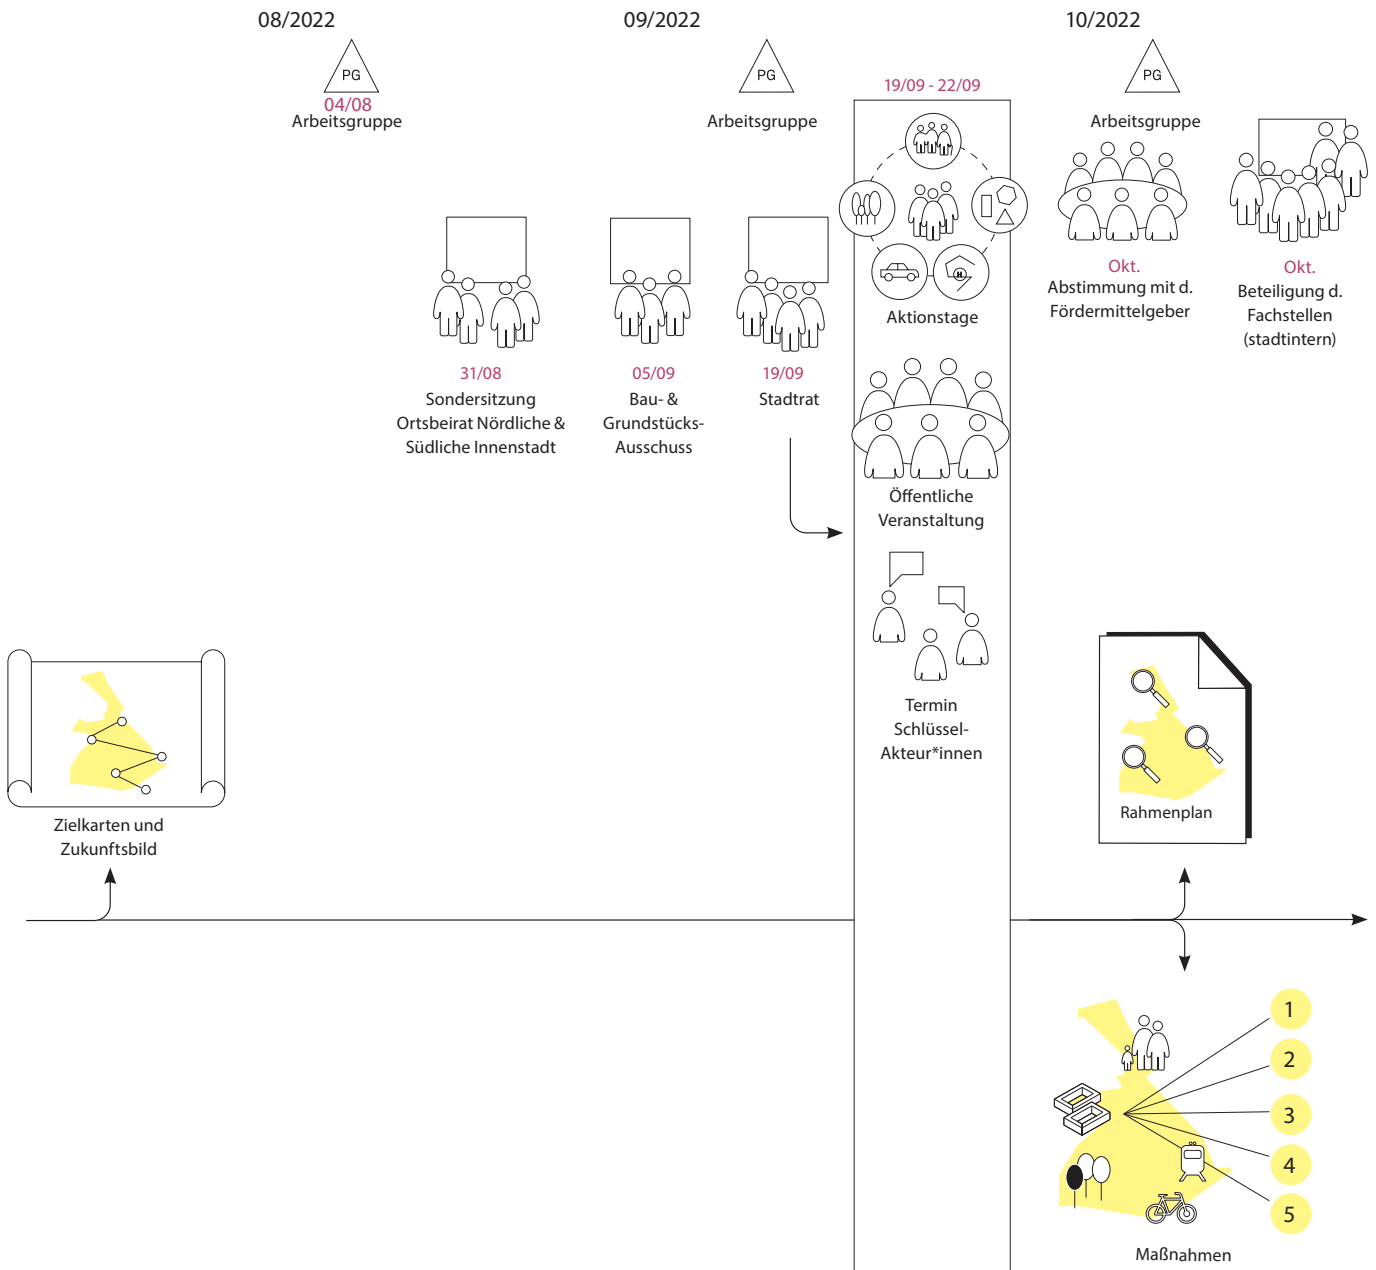 08/2022
09/2022
10/2022
PG
04/08
Arbeitsgruppe
PG
Arbeitsgruppe
19/09 - 22/09
PG
Arbeitsgruppe
H
Aktionstage
Okt.
Abstimmung mit d.
Fördermittelgeber
Okt.
Beteiligung d.
Fachstellen
(stadtintern)
31/08
Sondersitzung
Ortsbeirat Nördliche &
Südliche Innenstadt
05/09
Bau- &
Grundstücks-
Ausschuss
19/09
Stadtrat
Öffentliche
Veranstaltung
Termin
Schlüssel-
Akteur*innen
Zielkarten und
Zukunftsbild
Rahmenplan
1
2
3
4
5
Maßnahmen